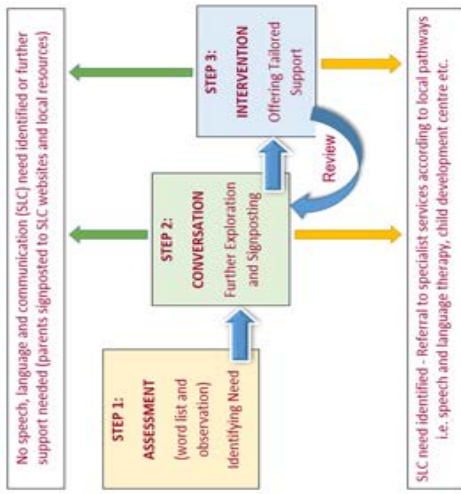 No speech, language and communication (SLC) need identified or further
support needed (parents signposted to SLC websites and local resources)
STEP 1:
ASSESSMENT
(word list and
observation)
Identifying Need
STEP 2:
CONVERSATION
Further Exploration
and Signposting
STEP 3:
INTERVENTION
Offering Tailored
Support
Review
SLC need identified - Referral to specialist services according to local pathways
i.e. speech and language therapy, child development centre etc.